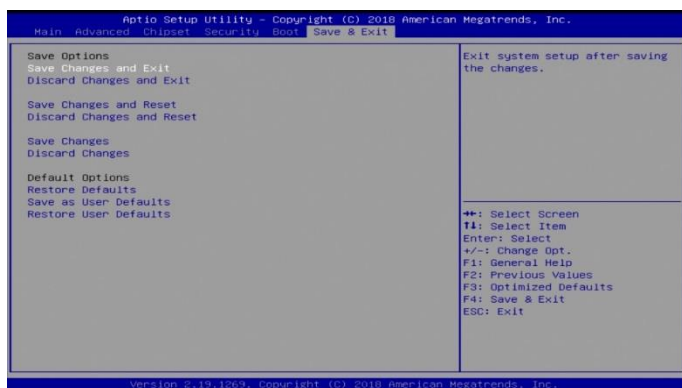 Aptio Setup Utility – Copyright (C) 2018 American Megatrends, Inc.
Main Advanced Chipset Security Boot Save & Exit
Save Options
Save Changes and Exit
Discard Changes and Exit
Save Changes and Reset
Discard Changes and Reset
Save Changes
Discard Changes
Default Options
Restore Defaults
Save as User Defaults
Restore User Defaults
Exit system setup after saving
the changes.
→←: Select Screen
↑↓: Select Item
Enter: Select
+/-: Change Opt.
F1: General Help
F2: Previous Values
F3: Optimized Defaults
F4: Save & Exit
ESC: Exit
Version 2.19.1269. Copyright (C) 2018 American Megatrends, Inc.